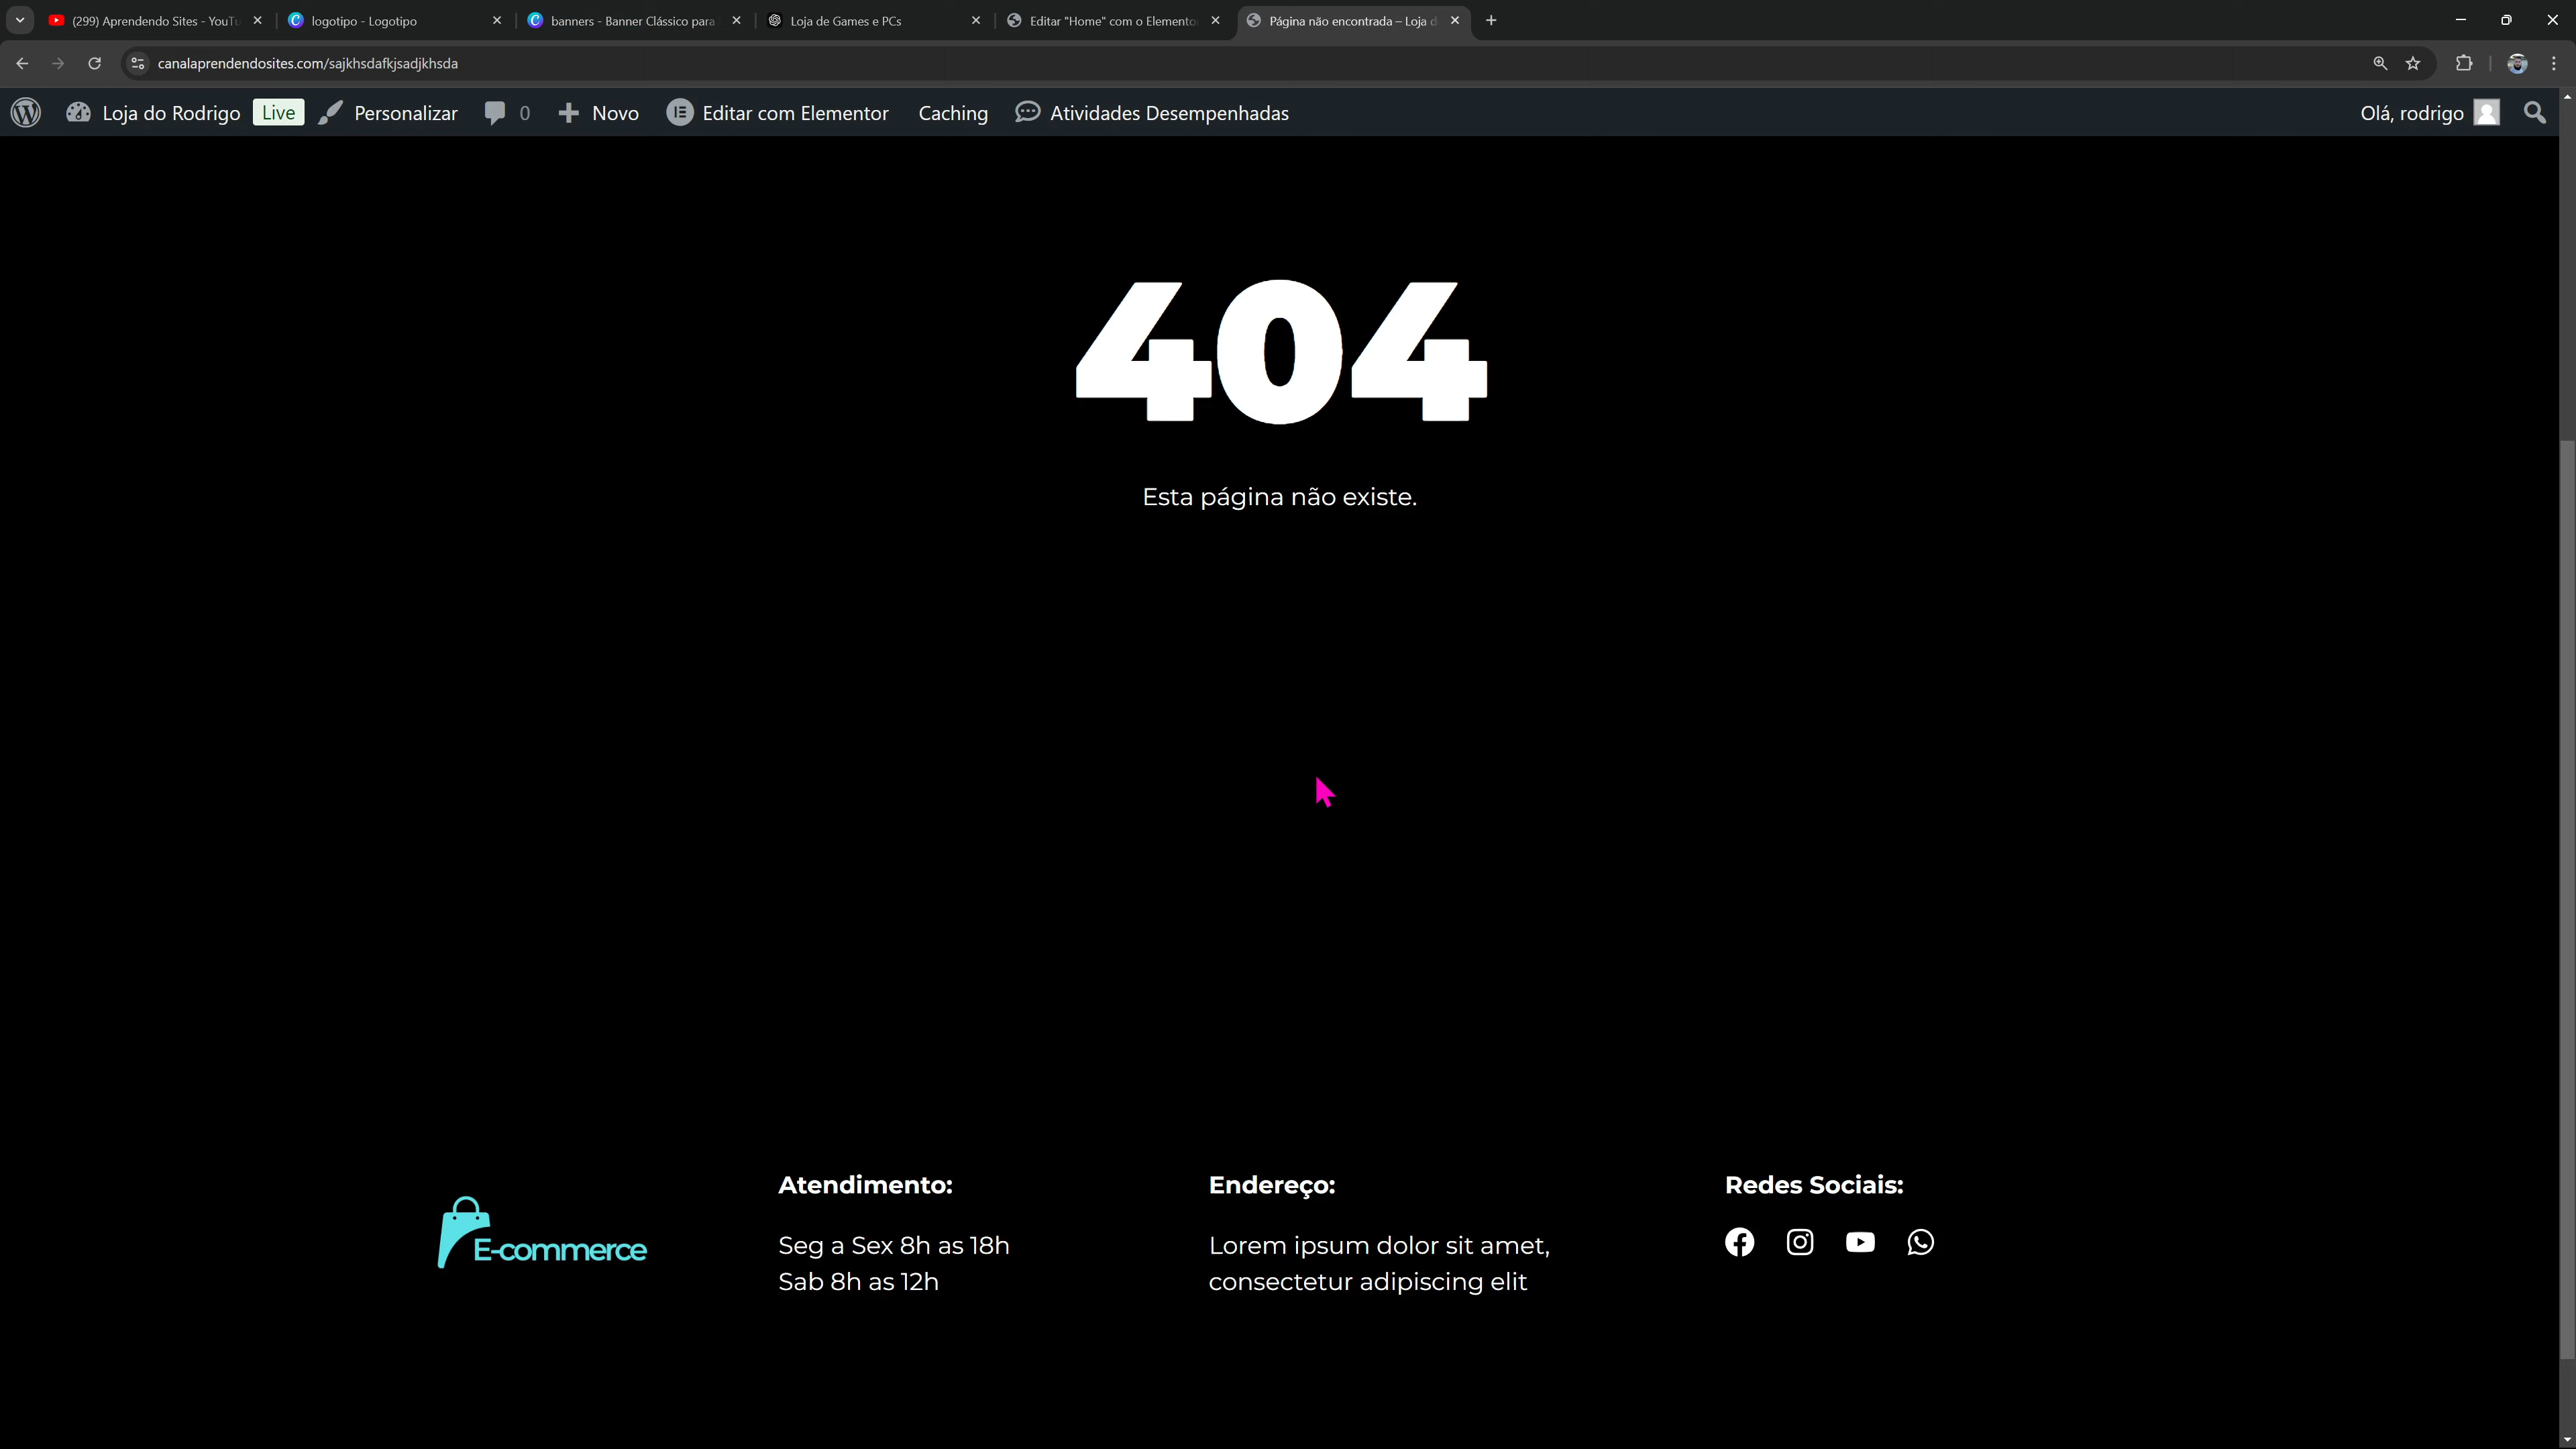 (299) Aprendendo Sites - YouTu
logotipo - Logotipo
banners - Banner Clássico para
Loja de Games e PCs
Editar "Home" com o Elemento
Página não encontrada – Loja d
canalaprendendosites.com/sajkhsdafkjsadjkhsda
Loja do Rodrigo Live Personalizar 0 Novo Editar com Elementor Caching Atividades Desempenhadas Olá, rodrigo
404
Esta página não existe.
E-commerce
Atendimento:
Seg a Sex 8h as 18h
Sab 8h as 12h
Endereço:
Lorem ipsum dolor sit amet,
consectetur adipiscing elit
Redes Sociais: